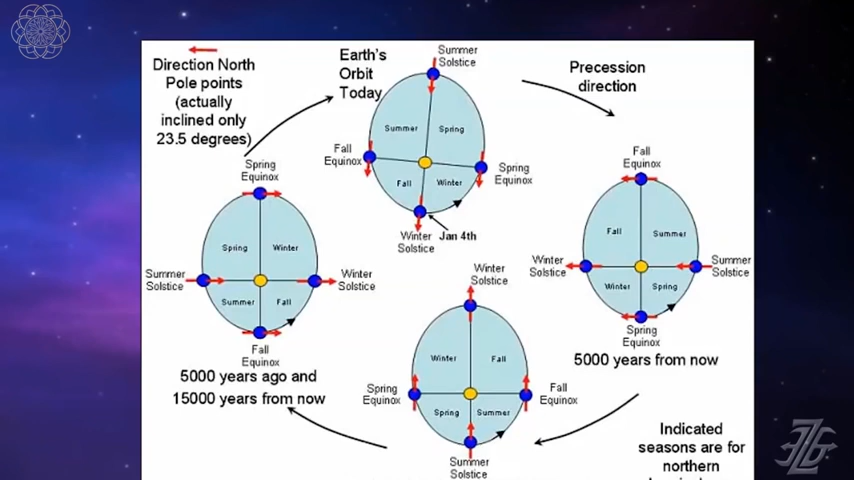 Direction North
Pole points
(actually
inclined only
23.5 degrees)
Earth's
Orbit
Today
Summer
Solstice
Summer
Spring
Fall
Equinox
Spring
Equinox
Fall
Winter
Jan 4th
Winter
Solstice
Precession
direction
Spring
Equinox
Spring
Winter
Summer
Solstice
Winter
Solstice
Summer
Fall
Fall
Equinox
5000 years ago and
15000 years from now
Fall
Equinox
Fall
Summer
Winter
Solstice
Summer
Solstice
Winter
Spring
Spring
Equinox
5000 years from now
Winter
Solstice
Winter
Fall
Spring
Equinox
Fall
Equinox
Spring
Summer
Summer
Solstice
Indicated
seasons are for
northern